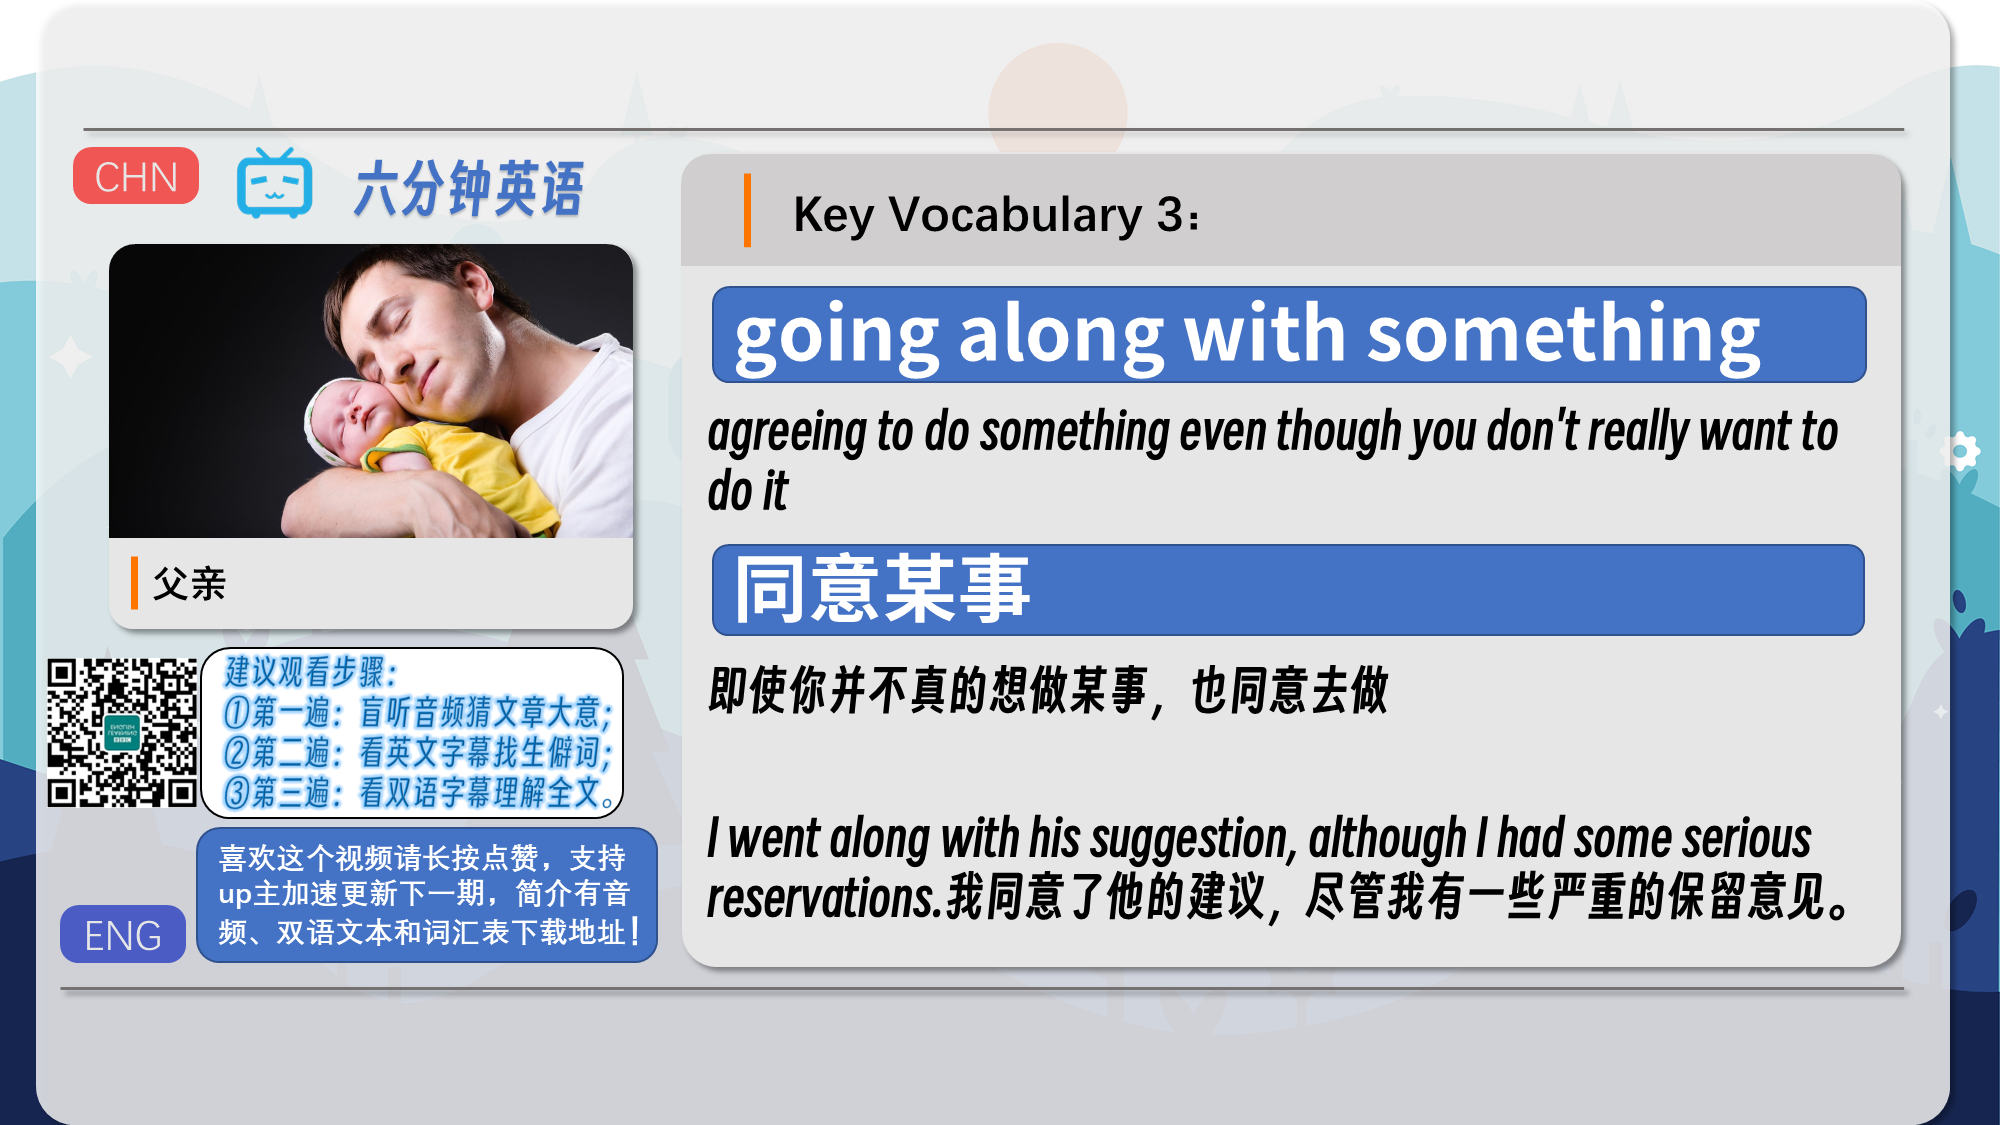 CHN
六分钟英语
父亲
建议观看步骤：
①第一遍：盲听音频猜文章大意；
②第二遍：看英文字幕找生僻词；
③第三遍：看双语字幕理解全文。
喜欢这个视频请长按点赞，支持
up主加速更新下一期，简介有音
频、双语文本和词汇表下载地址！
ENG
Key Vocabulary 3：
going along with something
agreeing to do something even though you don't really want to
do it
同意某事
即使你并不真的想做某事，也同意去做
I went along with his suggestion, although I had some serious
reservations.我同意了他的建议，尽管我有一些严重的保留意见。